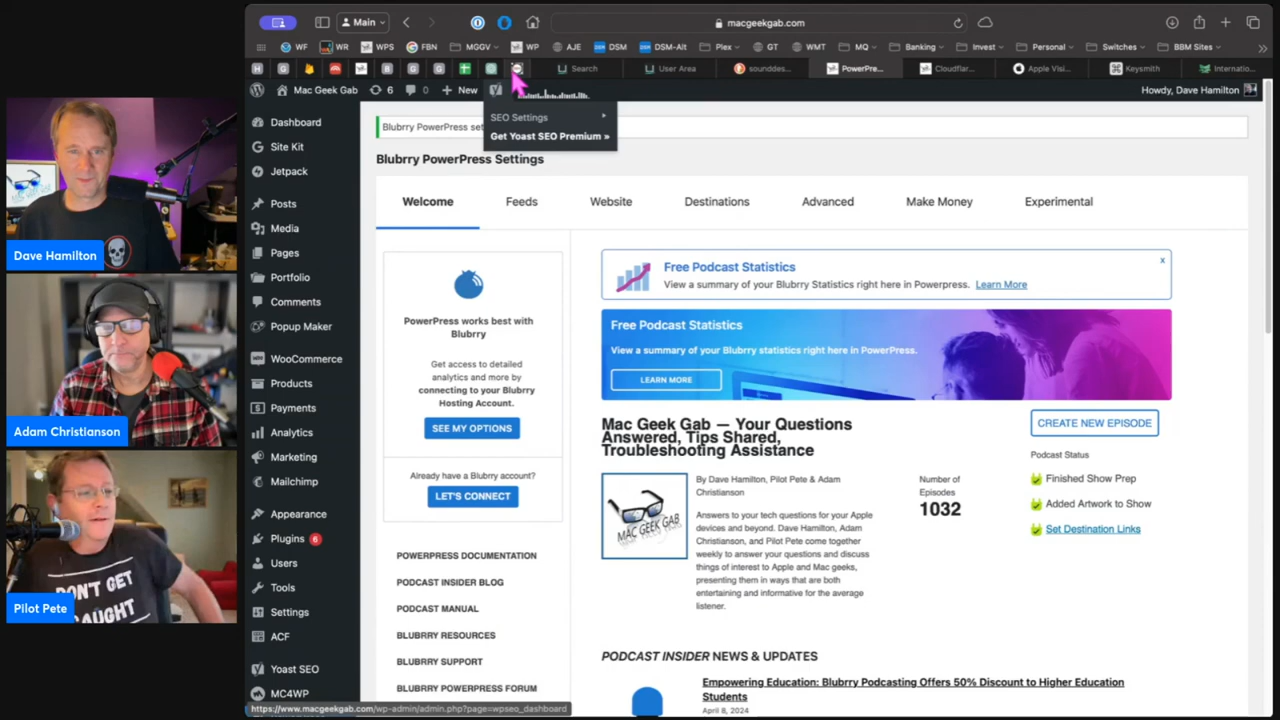 Main
macgeekgab.com
WF
WR
WPS
FBN
MGGV
WP
AJE
DSM
DSM-Alt
Plex
GT
WMT
MQ
Banking
Invest
Personal
Switches
BBM Sites
Search
User Area
sounddes...
PowerPre...
Cloudflar...
Apple Visi...
Keysmith
Internatio...
Mac Geek Gab
6
0
New
Howdy, Dave Hamilton
SEO Settings
Get Yoast SEO Premium »
Dashboard
Site Kit
Jetpack
Posts
Media
Pages
Portfolio
Comments
Popup Maker
WooCommerce
Products
Payments
Analytics
Marketing
Mailchimp
Appearance
Plugins 6
Users
Tools
Settings
ACF
Yoast SEO
MC4WP
https://www.macgeekgab.com/wp-admin/admin.php?page=wpseo_dashboard
Blubrry PowerPress set
Blubrry PowerPress Settings
Welcome
Feeds
Website
Destinations
Advanced
Make Money
Experimental
PowerPress works best with
Blubrry
Get access to detailed
analytics and more by
connecting to your Blubrry
Hosting Account.
SEE MY OPTIONS
Already have a Blubrry account?
LET'S CONNECT
POWERPRESS DOCUMENTATION
PODCAST INSIDER BLOG
PODCAST MANUAL
BLUBRRY RESOURCES
BLUBRRY SUPPORT
BLUBRRY POWERPRESS FORUM
Free Podcast Statistics
x
View a summary of your Blubrry Statistics right here in Powerpress. Learn More
Free Podcast Statistics
View a summary of your Blubrry statistics right here in PowerPress.
LEARN MORE
Mac Geek Gab — Your Questions
Answered, Tips Shared,
Troubleshooting Assistance
MAC GEEK GAB
By Dave Hamilton, Pilot Pete & Adam
Christianson
Answers to your tech questions for your Apple
devices and beyond. Dave Hamilton, Adam
Christianson, and Pilot Pete come together
weekly to answer your questions and discuss
things of interest to Apple and Mac geeks,
presenting them in ways that are both
entertaining and informative for the average
listener.
Number of
Episodes
1032
CREATE NEW EPISODE
Podcast Status
Finished Show Prep
Added Artwork to Show
Set Destination Links
PODCAST INSIDER NEWS & UPDATES
Empowering Education: Blubrry Podcasting Offers 50% Discount to Higher Education
Students
April 8, 2024
Dave Hamilton
Adam Christianson
DON'T GET
CAUGHT
Pilot Pete